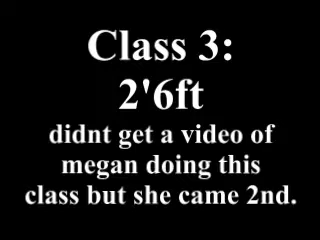 Class 3:
2'6ft
didnt get a video of
megan doing this
class but she came 2nd.